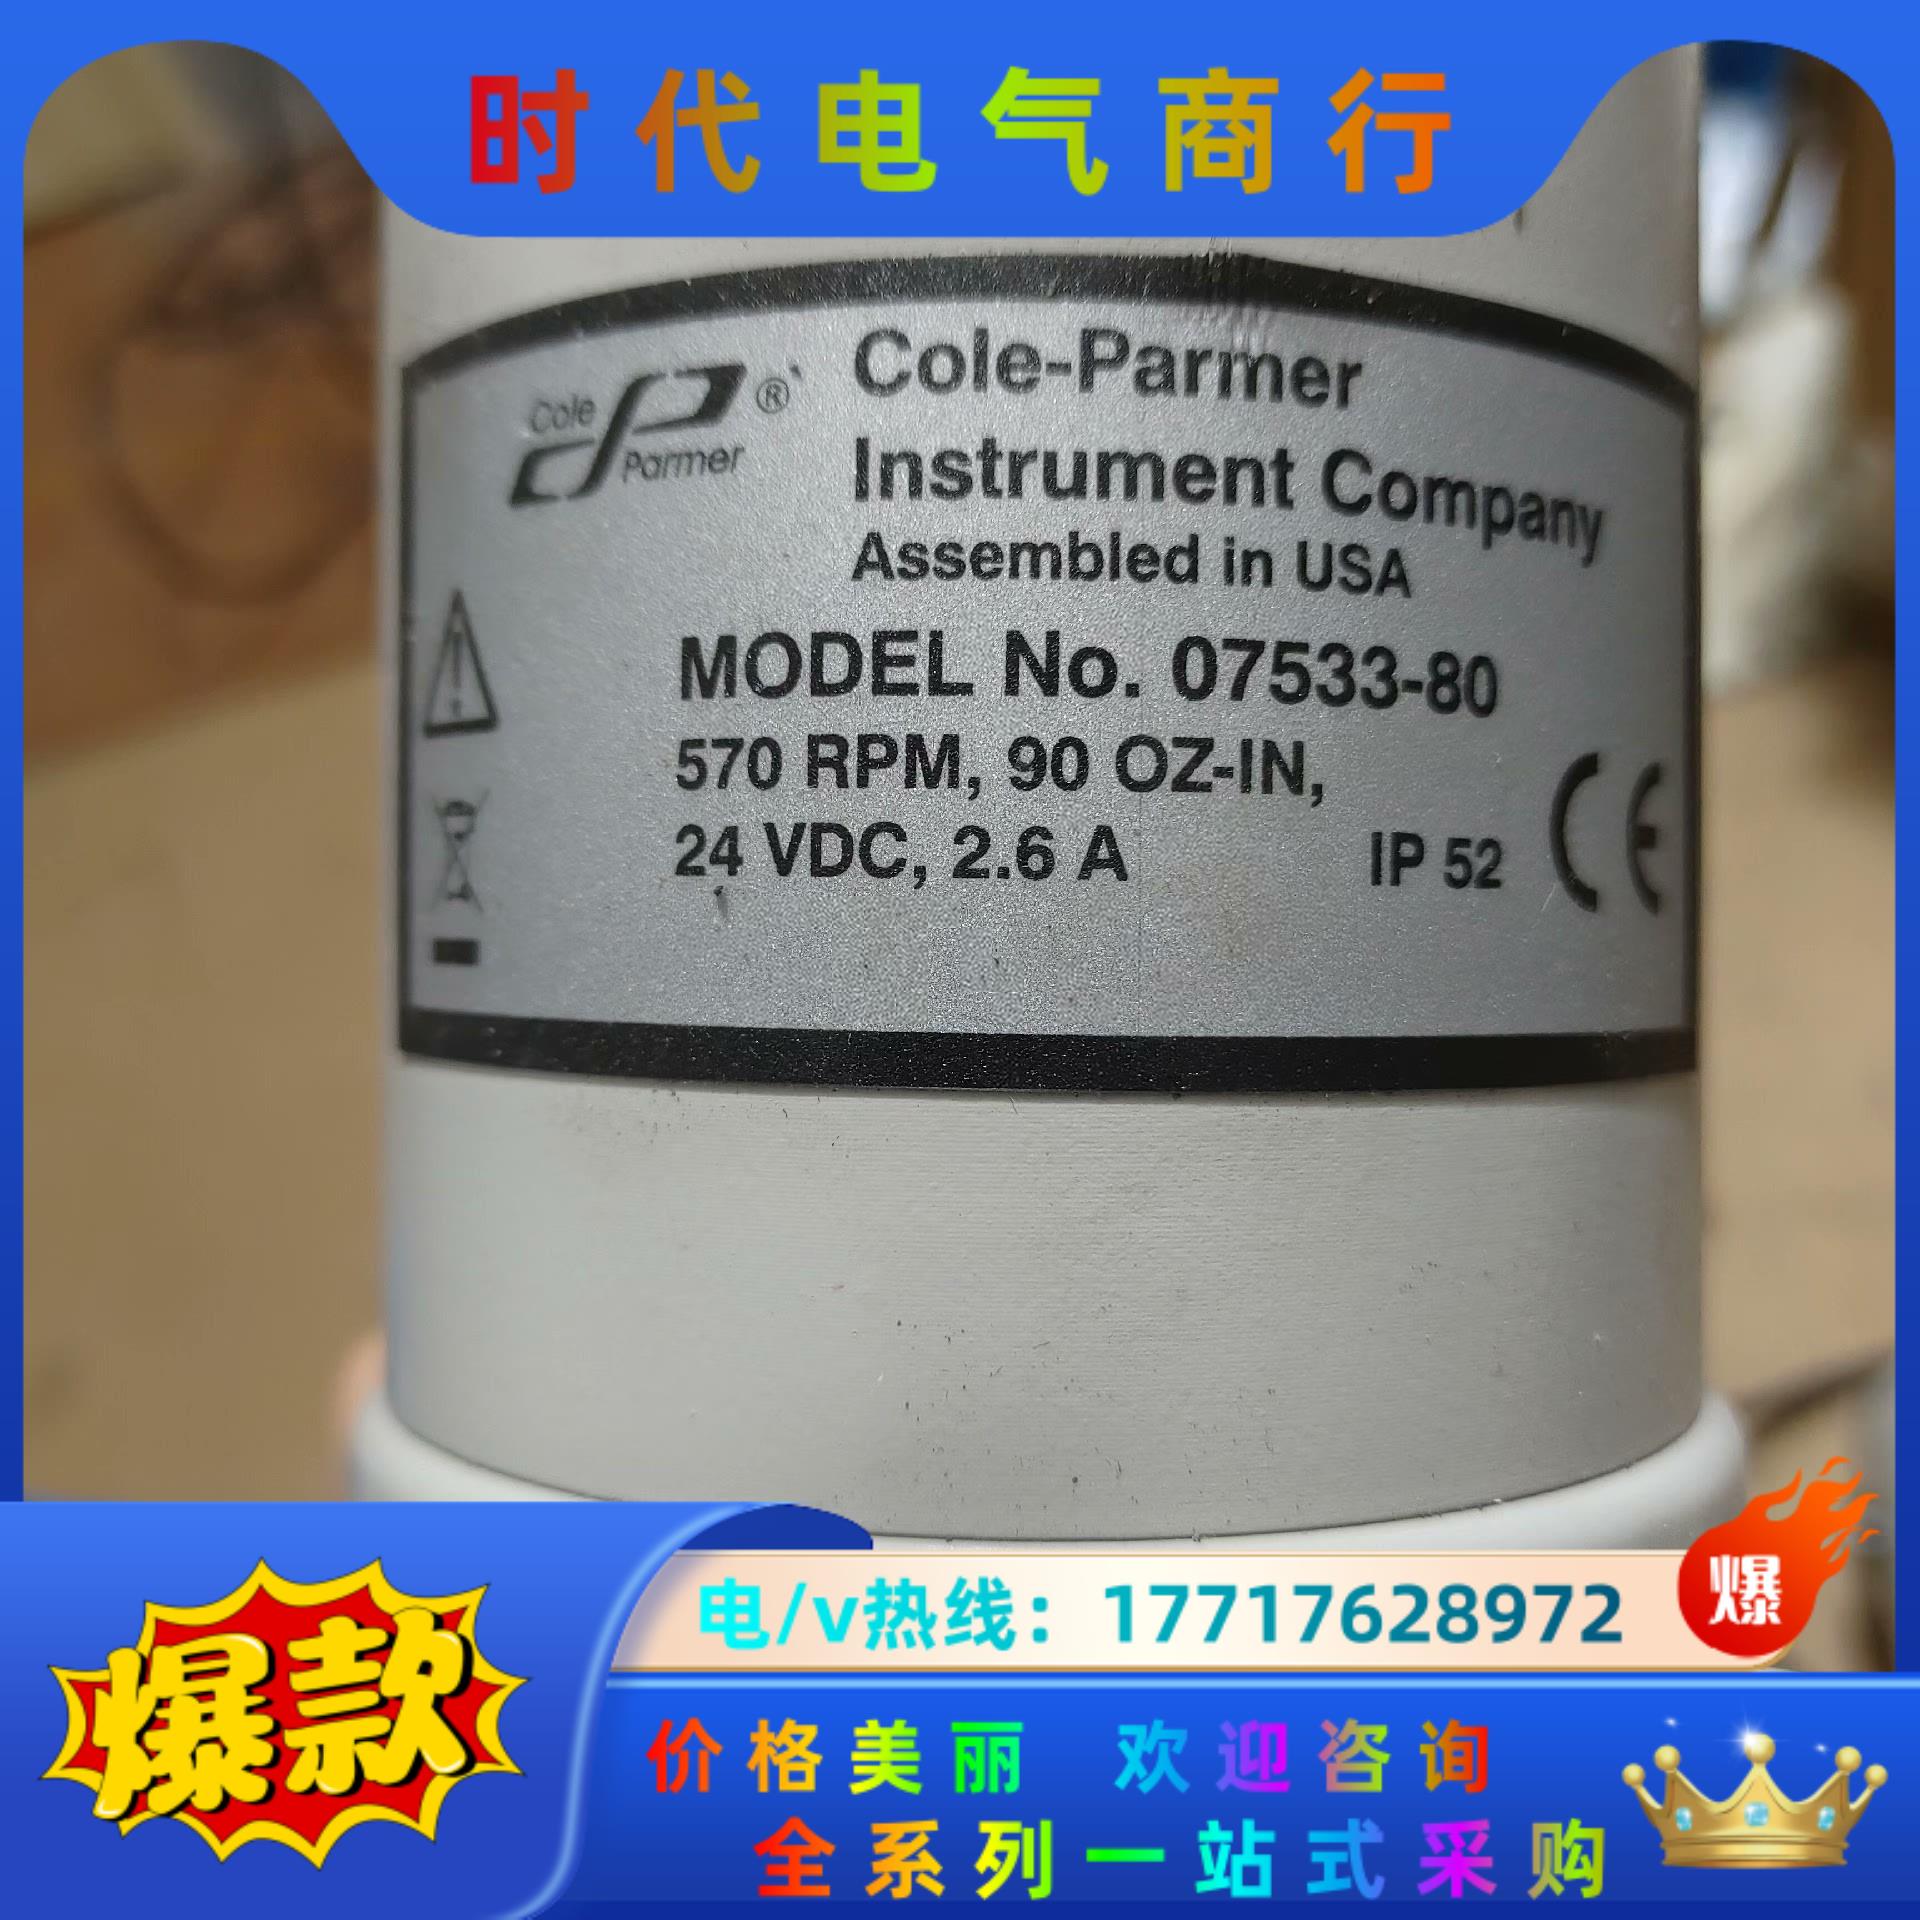 时代电气商行
Cole
Parmer
®
Cole-Parmer
Instrument Company
Assembled in USA
MODEL No. 07533-80
570 RPM, 90 OZ-IN,
24 VDC, 2.6 A
IP 52
CE
电/v热线：17717628972
爆
爆款
价格美丽 欢迎咨询
全系列一站式采购